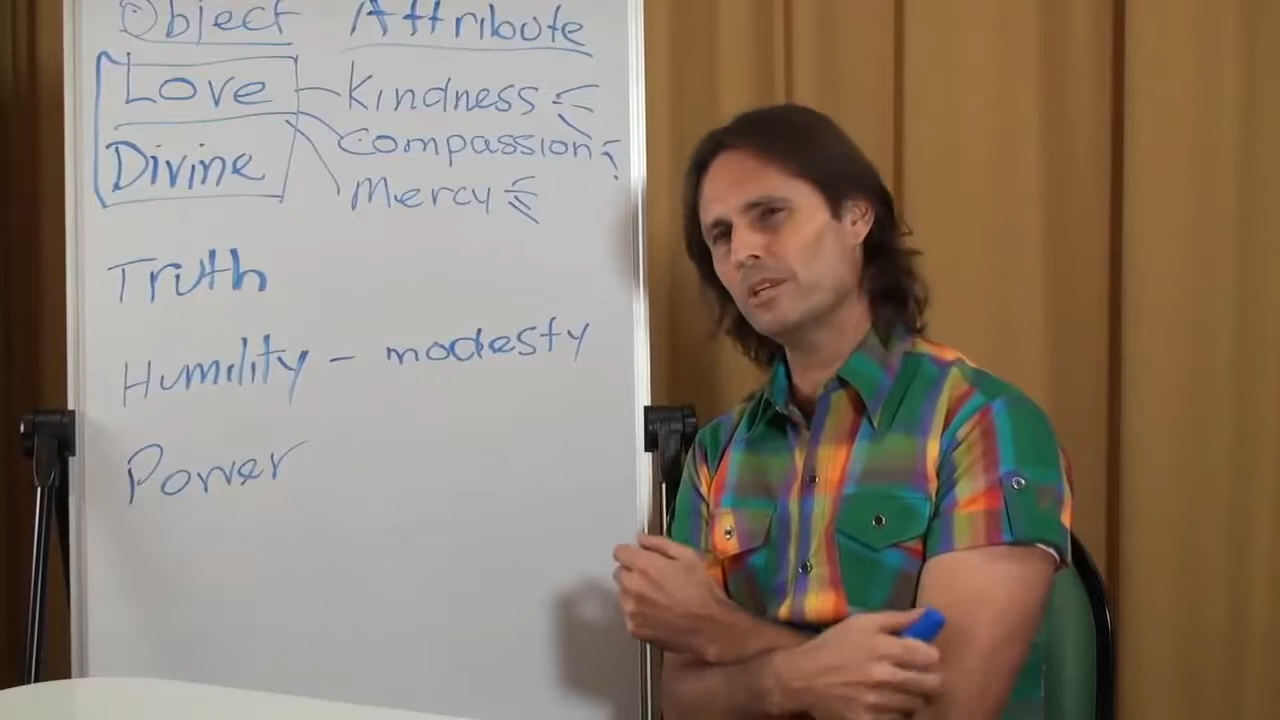 Object Attribute
Love Kindness
Compassion
Divine Mercy
Truth
Humility - modesty
Power